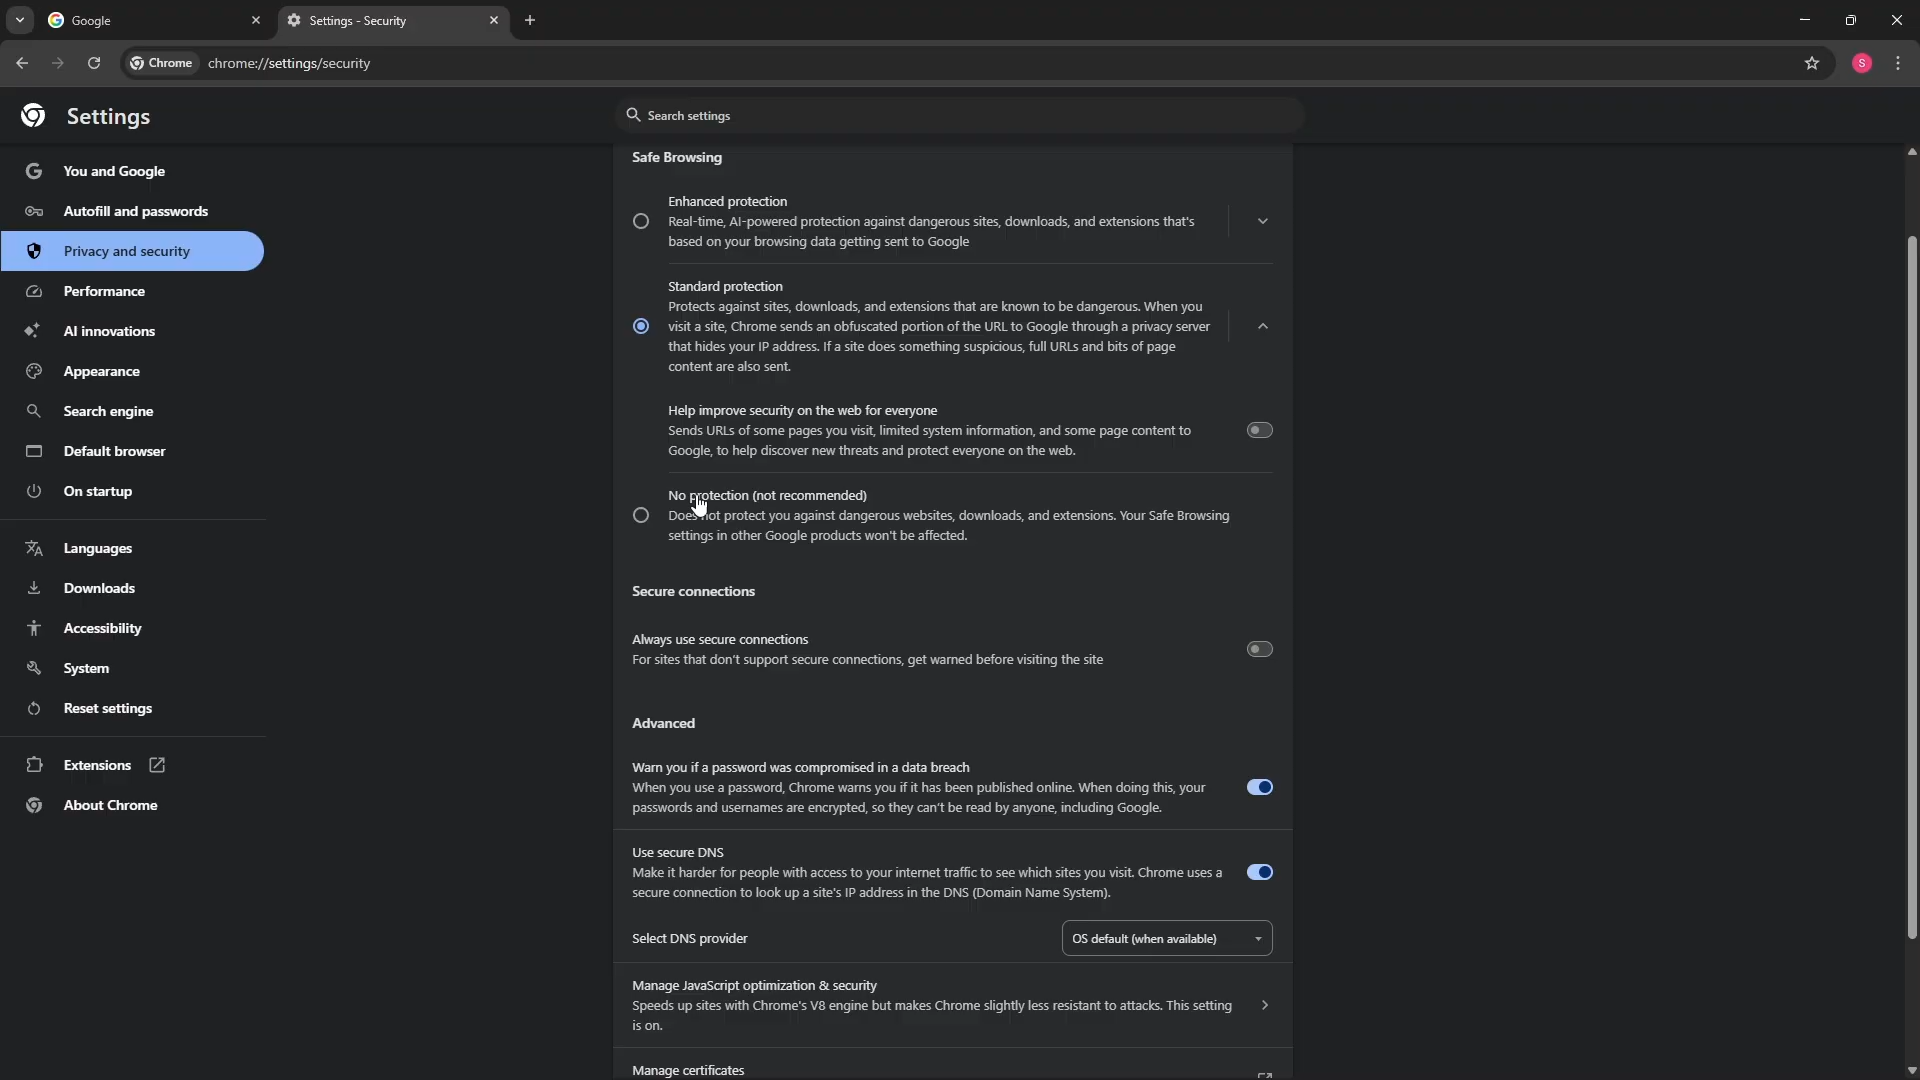 Google
Settings - Security
Chrome
chrome://settings/security
S
Settings
Search settings
You and Google
Autofill and passwords
Privacy and security
Performance
AI innovations
Appearance
Search engine
Default browser
On startup
Languages
Downloads
Accessibility
System
Reset settings
Extensions
About Chrome
Safe Browsing
Enhanced protection
Real-time, AI-powered protection against dangerous sites, downloads, and extensions that's
based on your browsing data getting sent to Google
Standard protection
Protects against sites, downloads, and extensions that are known to be dangerous. When you
visit a site, Chrome sends an obfuscated portion of the URL to Google through a privacy server
that hides your IP address. If a site does something suspicious, full URLs and bits of page
content are also sent.
Help improve security on the web for everyone
Sends URLs of some pages you visit, limited system information, and some page content to
Google, to help discover new threats and protect everyone on the web.
No protection (not recommended)
Does not protect you against dangerous websites, downloads, and extensions. Your Safe Browsing
settings in other Google products won't be affected.
Secure connections
Always use secure connections
For sites that don't support secure connections, get warned before visiting the site
Advanced
Warn you if a password was compromised in a data breach
When you use a password, Chrome warns you if it has been published online. When doing this, your
passwords and usernames are encrypted, so they can't be read by anyone, including Google.
Use secure DNS
Make it harder for people with access to your internet traffic to see which sites you visit. Chrome uses a
secure connection to look up a site's IP address in the DNS (Domain Name System).
Select DNS provider
OS default (when available)
Manage JavaScript optimization & security
Speeds up sites with Chrome's V8 engine but makes Chrome slightly less resistant to attacks. This setting
is on.
Manage certificates